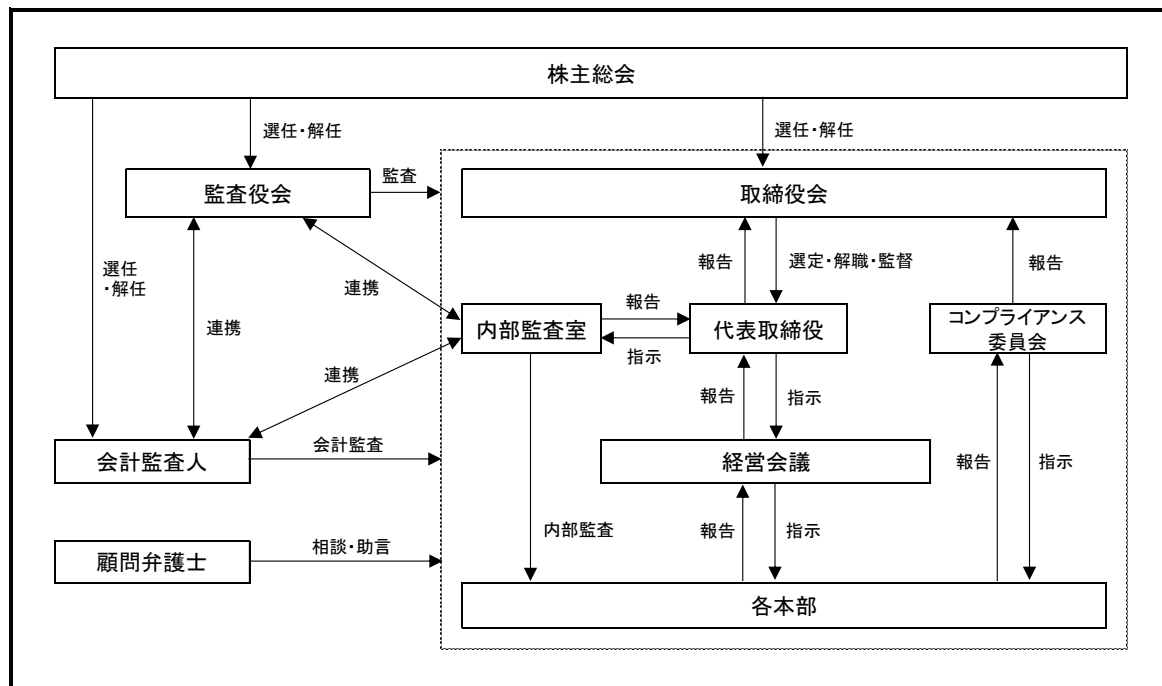 株主総会
選任・解任
選任・解任
監査役会
監査
取締役会
選任
・解任
連携
連携
報告
選定・解職・監督
報告
報告
内部監査室
代表取締役
コンプライアンス
委員会
指示
連携
報告
指示
会計監査人
会計監査
経営会議
報告
指示
内部監査
報告
指示
顧問弁護士
相談・助言
各本部